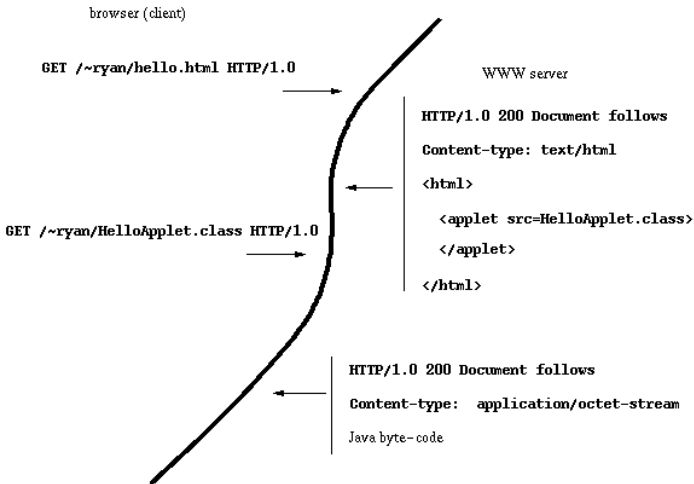 browser (client)
GET /~ryan/hello.html HTTP/1.0
WWW server
HTTP/1.0 200 Document follows
Content-type: text/html
<html>
<applet src=HelloApplet.class>
</applet>
</html>
GET /~ryan/HelloApplet.class HTTP/1.0
HTTP/1.0 200 Document follows
Content-type: application/octet-stream
Java byte-code